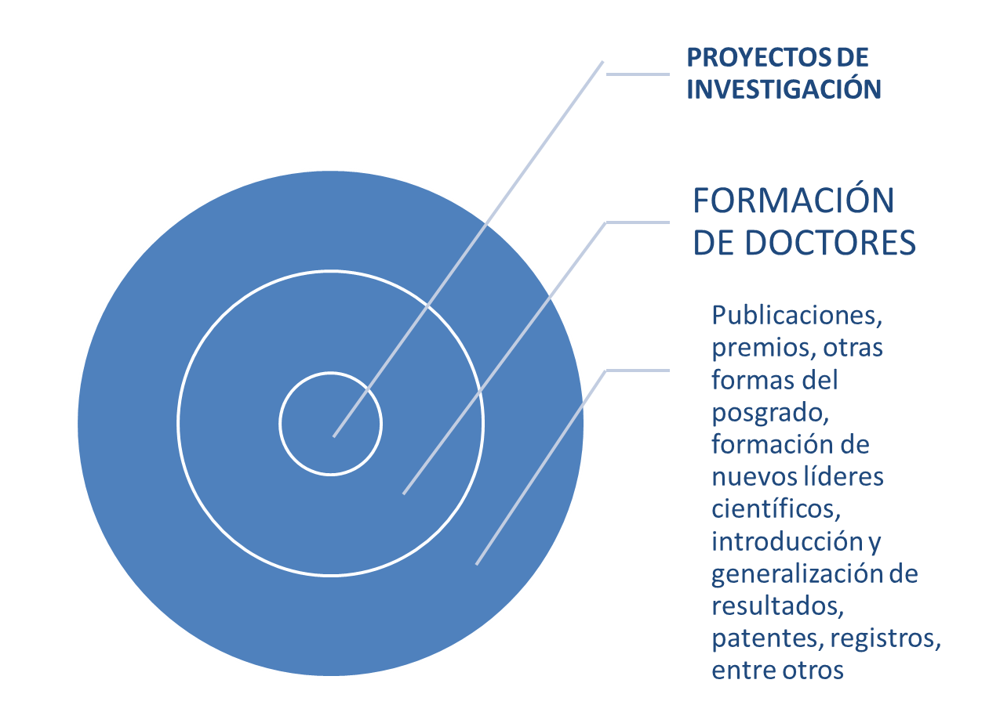 PROYECTOS DE
INVESTIGACIÓN
FORMACIÓN
DE DOCTORES
Publicaciones,
premios, otras
formas del
posgrado,
formación de
nuevos líderes
científicos,
introducción y
generalización de
resultados,
patentes, registros,
entre otros